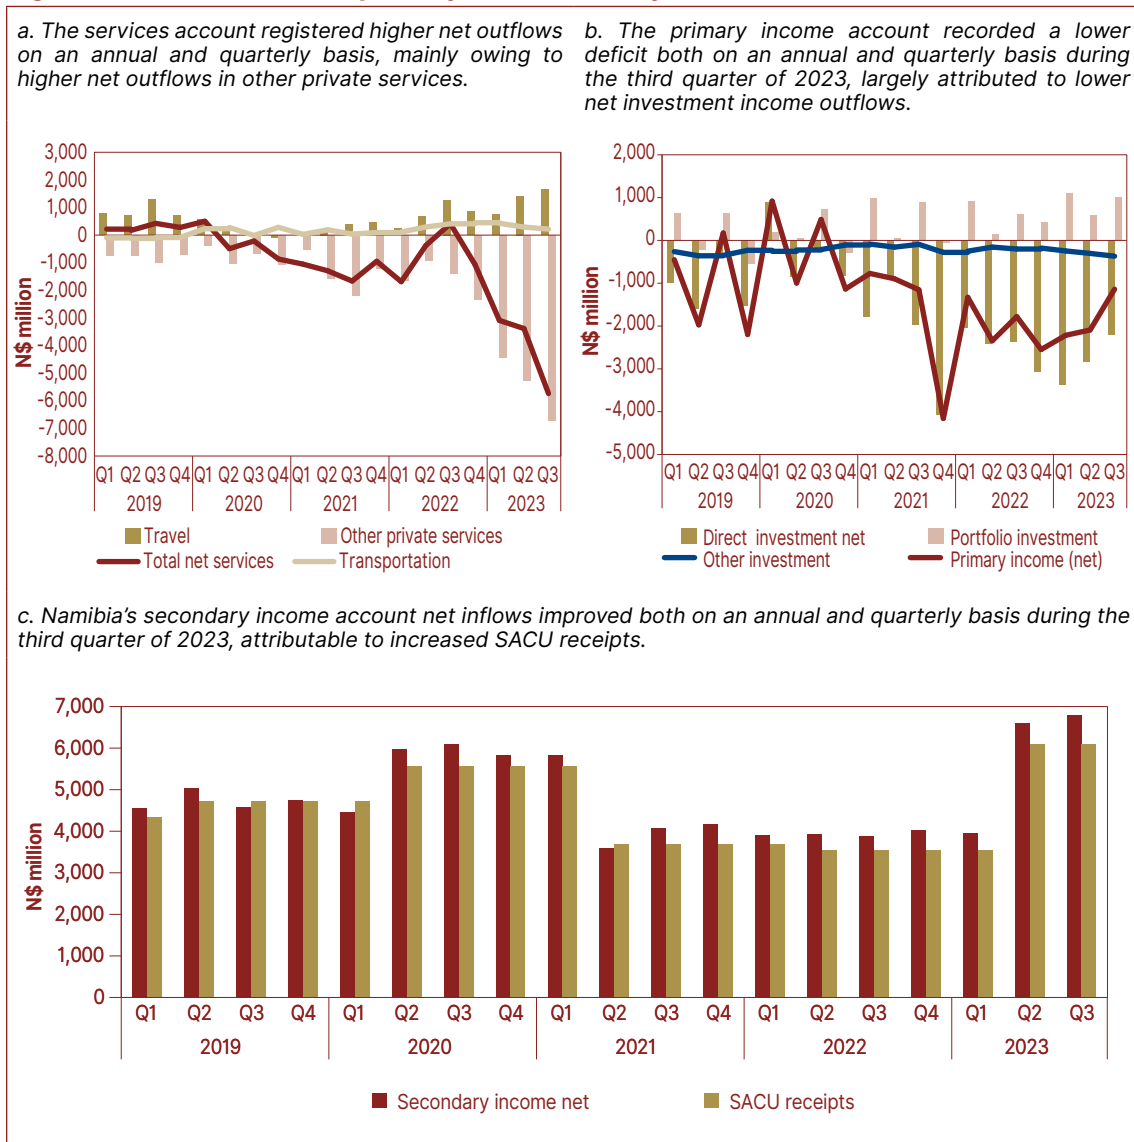 a. The services account registered higher net outflows
on an annual and quarterly basis, mainly owing to
higher net outflows in other private services.
3,000
2,000
1,000
0
-1,000
-2,000
-3,000
-4,000
-5,000
-6,000
-7,000
-8,000
N$ million
Q1 Q2 Q3 Q4 Q1 Q2 Q3 Q4 Q1 Q2 Q3 Q4 Q1 Q2 Q3 Q4 Q1 Q2 Q3
2019 2020 2021 2022 2023
Travel Other private services
Total net services Transportation
b. The primary income account recorded a lower
deficit both on an annual and quarterly basis during
the third quarter of 2023, largely attributed to lower
net investment income outflows.
2,000
1,000
0
-1,000
-2,000
-3,000
-4,000
-5,000
N$ million
Q1 Q2 Q3 Q4 Q1 Q2 Q3 Q4 Q1 Q2 Q3 Q4 Q1 Q2 Q3 Q4 Q1 Q2 Q3
2019 2020 2021 2022 2023
Direct investment net Portfolio investment
Other investment Primary income (net)
c. Namibia's secondary income account net inflows improved both on an annual and quarterly basis during the
third quarter of 2023, attributable to increased SACU receipts.
7,000
6,000
5,000
4,000
3,000
2,000
1,000
0
N$ million
Q1 Q2 Q3 Q4 Q1 Q2 Q3 Q4 Q1 Q2 Q3 Q4 Q1 Q2 Q3 Q4 Q1 Q2 Q3
2019 2020 2021 2022 2023
Secondary income net SACU receipts